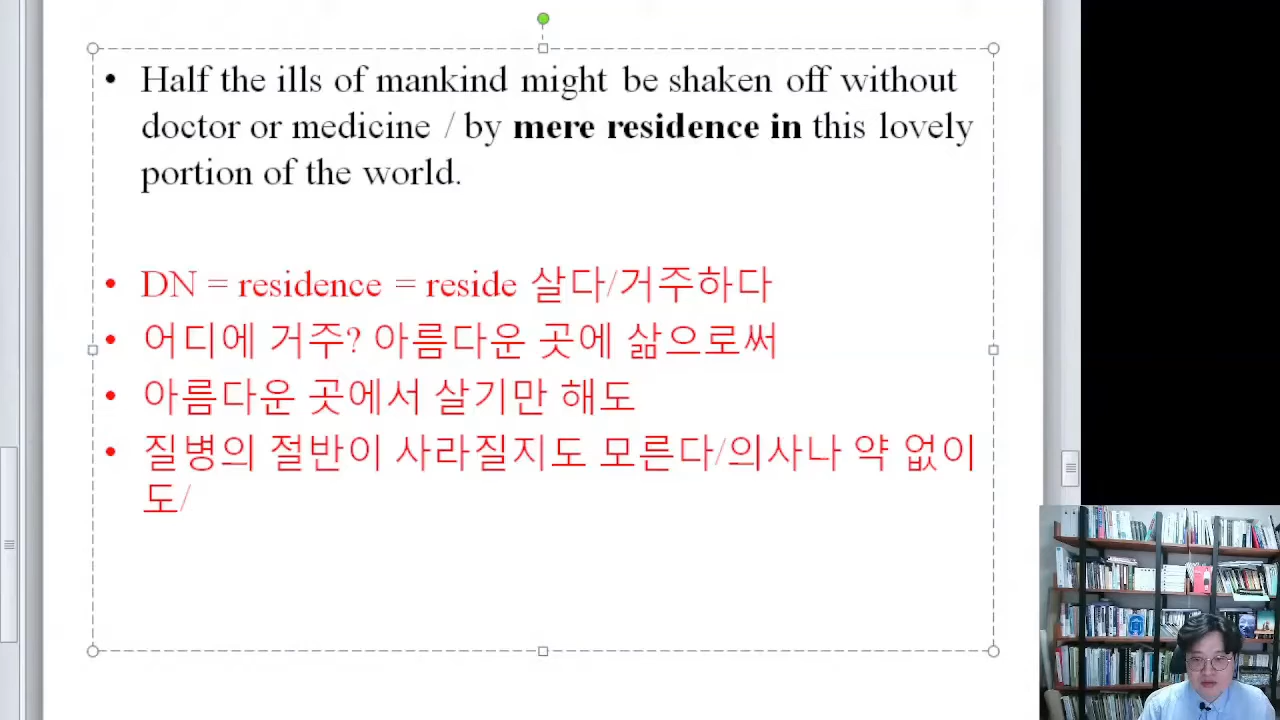 • Half the ills of mankind might be shaken off without
doctor or medicine / by mere residence in this lovely
portion of the world.
• DN = residence = reside 살다/거주하다
• 어디에 거주? 아름다운 곳에 삶으로써
• 아름다운 곳에서 살기만 해도
• 질병의 절반이 사라질지도 모른다/의사나 약 없이
도/